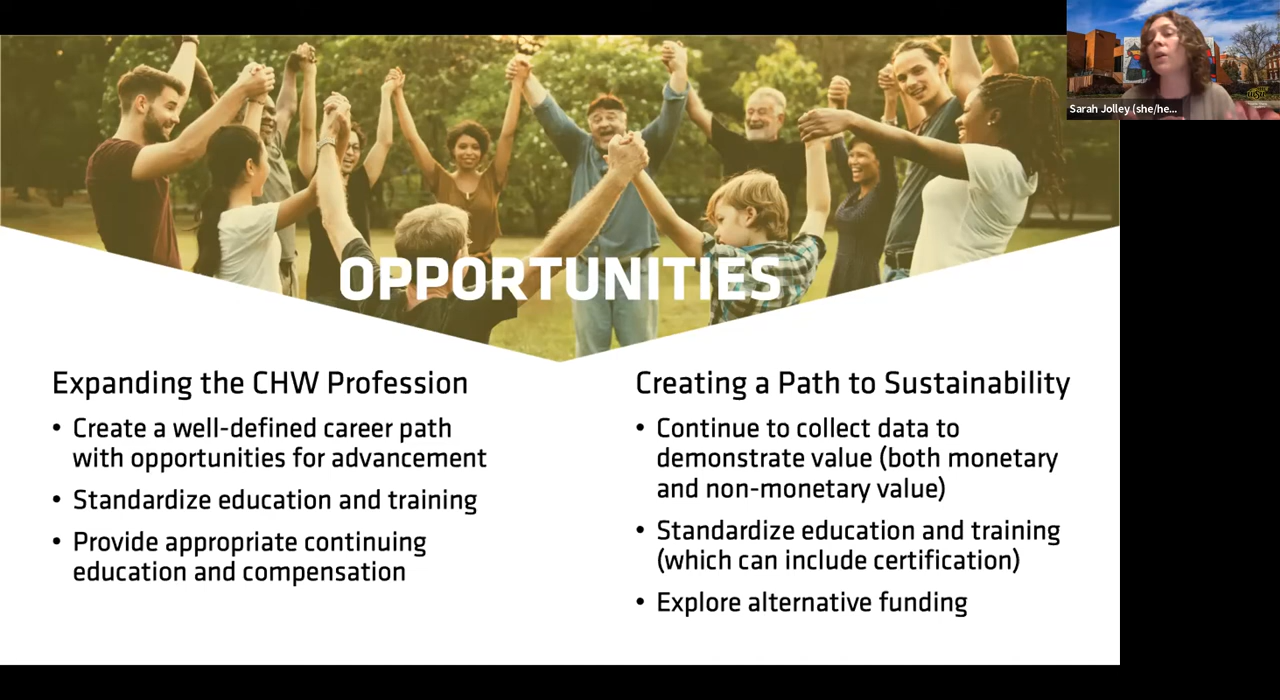 Sarah Jolley (she/he...
WSU
OPPORTUNITIES
Expanding the CHW Profession
• Create a well-defined career path
with opportunities for advancement
• Standardize education and training
• Provide appropriate continuing
education and compensation
Creating a Path to Sustainability
• Continue to collect data to
demonstrate value (both monetary
and non-monetary value)
• Standardize education and training
(which can include certification)
• Explore alternative funding